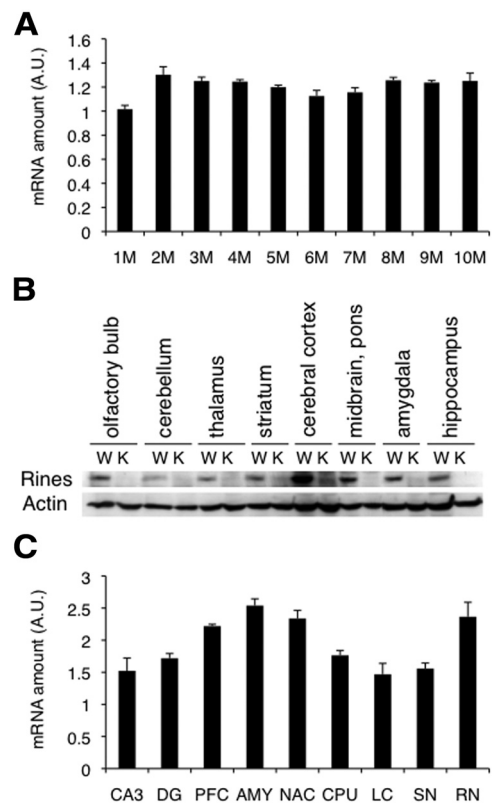 A
mRNA amount (A.U.)
1.6
1.4
1.2
1
0.8
0.6
0.4
0.2
0
1M 2M 3M 4M 5M 6M 7M 8M 9M 10M
B
olfactory bulb
cerebellum
thalamus
striatum
cerebral cortex
midbrain, pons
amygdala
hippocampus
W K W K W K W K W K W K W K W K
Rines
Actin
C
mRNA amount (A.U.)
3
2.5
2
1.5
1
0.5
0
CA3 DG PFC AMY NAC CPU LC SN RN